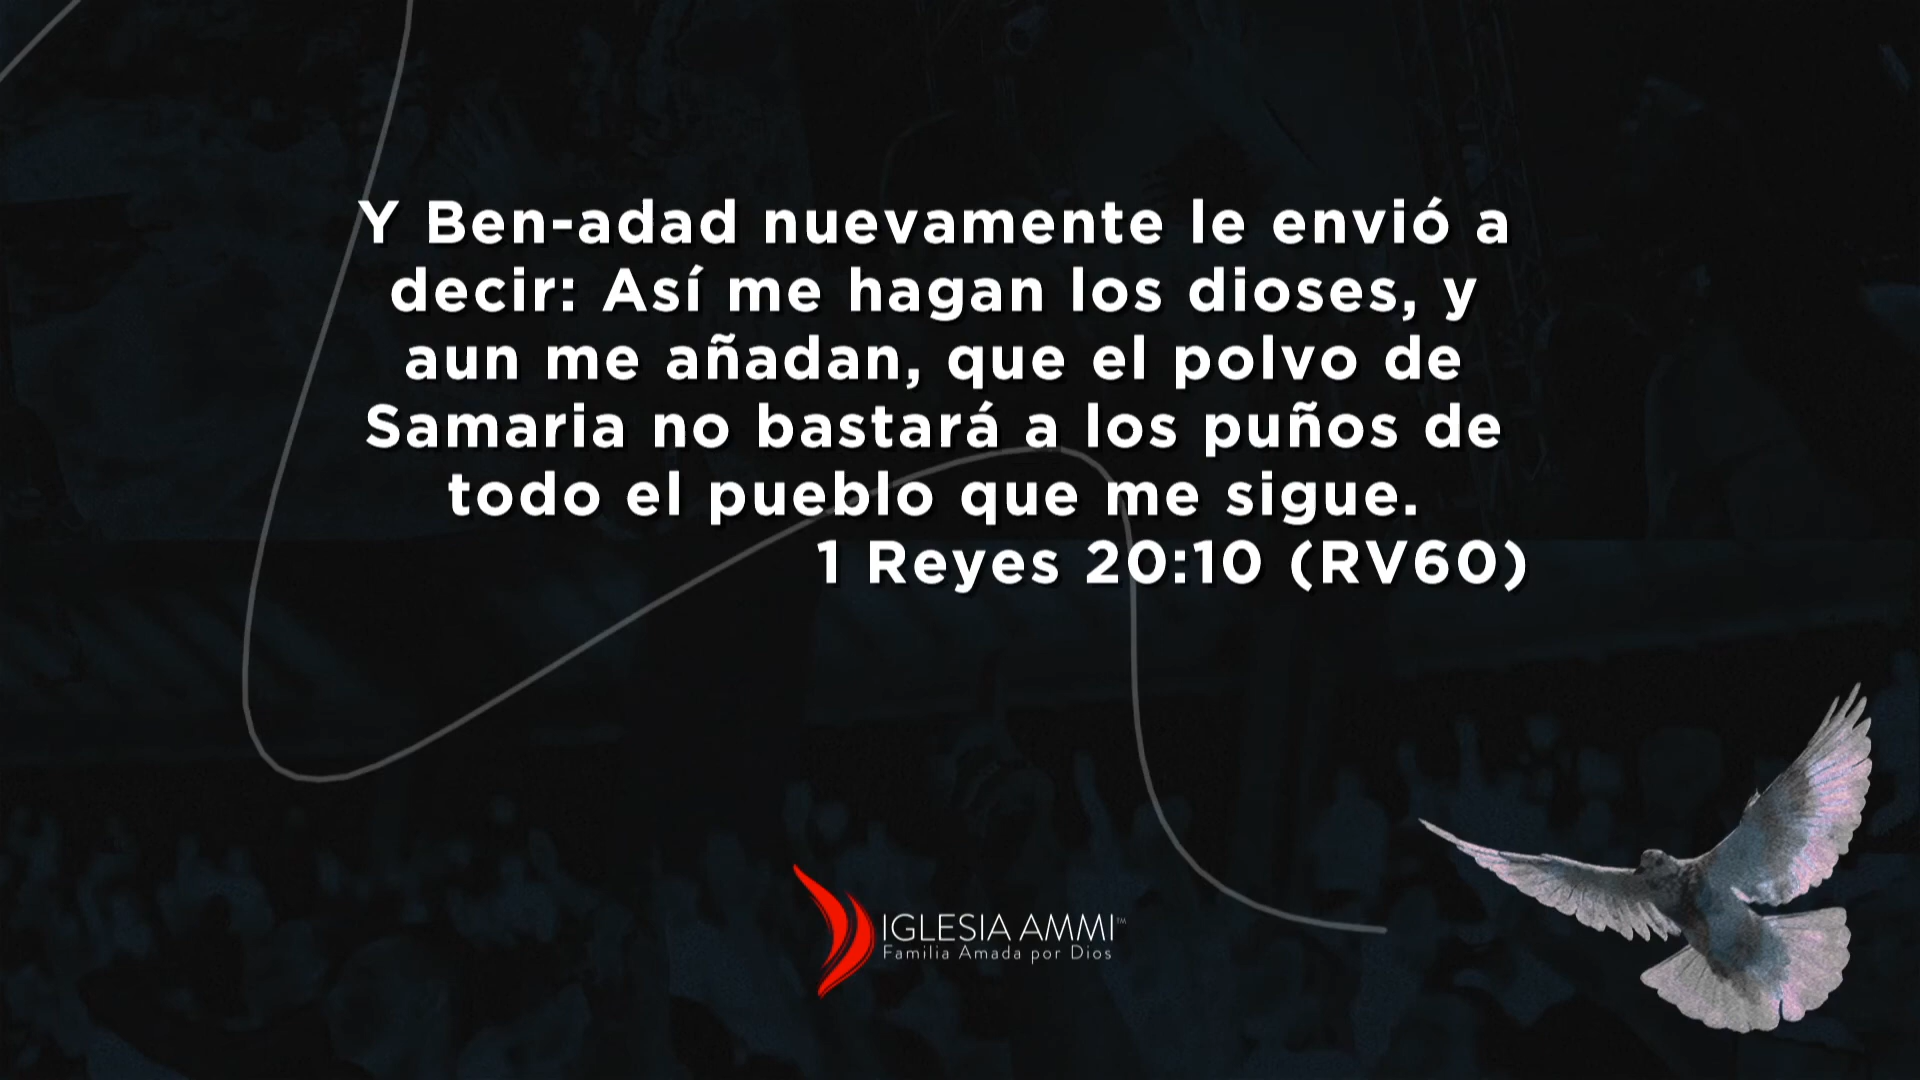 Y Ben-adad nuevamente le envió a
decir: Así me hagan los dioses, y
aun me añadan, que el polvo de
Samaria no bastará a los puños de
todo el pueblo que me sigue.
1 Reyes 20:10 (RV60)
IGLESIA AMMI™
Familia Amada por Dios